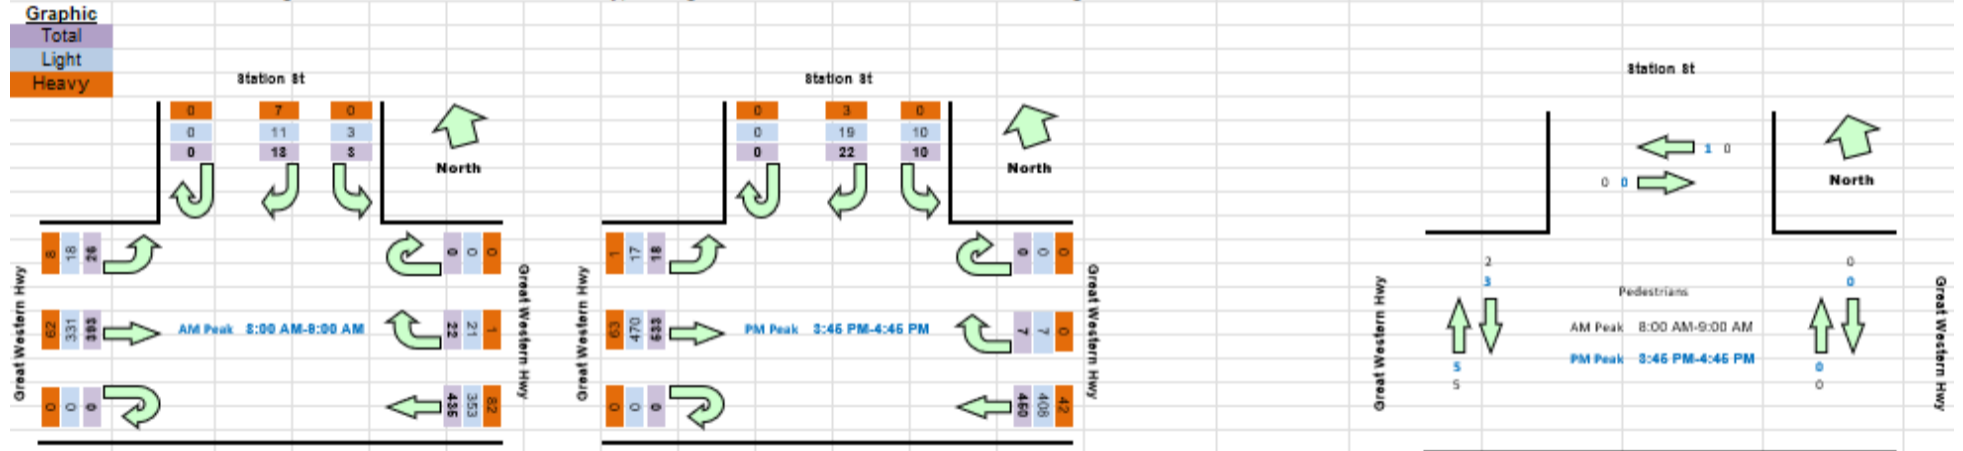 Graphic
Total
Light
Heavy
Station St
0 7 0
0 11 3
0 18 3
North
8 18 26
0 0 0
Great Western Hwy
62 331 393
AM Peak 8:00 AM-9:00 AM
22 21 1
Great Western Hwy
0 0 0
435 353 82
Station St
0 3 0
0 19 10
0 22 10
North
1 17 18
0 0 0
Great Western Hwy
63 470 533
PM Peak 3:45 PM-4:45 PM
7 7 0
Great Western Hwy
0 0 0
450 408 42
Station St
1 0
0 0
North
2
3
0
0
Great Western Hwy
Pedestrians
AM Peak 8:00 AM-9:00 AM
PM Peak 3:45 PM-4:45 PM
Great Western Hwy
5
5
0
0